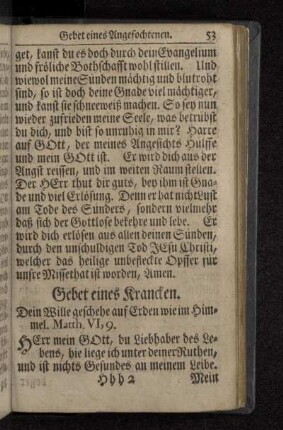 Gebet eines Angefochtenen. 53
get, kanst du es doch durch dein Evangelium
und fröliche Bothschafft wohl stillen. Und
wiewol meine Sünden mächtig und blutroht
sind, so ist doch deine Gnade viel mächtiger,
und kanst sie schneeweiß machen. So sey nun
wieder zufrieden meine Seele, was betrübst
du dich, und bist so unruhig in mir? Harre
auf GOtt, der meines Angesichts Hülffe
und mein GOtt ist. Er wird dich aus der
Angst reissen, und im weiten Raum stellen.
Der HErr thut dir guts, bey ihm ist Gna-
de und viel Erlösung. Denn er hat nicht Lust
am Tode des Sünders, sondern vielmehr
daß sich der Gottlose bekehre und lebe. Er
wird dich erlösen aus allen deinen Sünden,
durch den unschuldigen Tod JEsu Christi,
welcher das heilige unbefleckte Opffer für
unsre Missethat ist worden, Amen.
Gebet eines Krancken.
Dein Wille geschehe auf Erden wie im Him-
mel. Matth. VI, 9.
HErr mein GOtt, du Liebhaber des Le-
bens, hie liege ich unter deiner Ruthen,
und ist nichts Gesundes an meinem Leibe.
Hhh 2 Mein